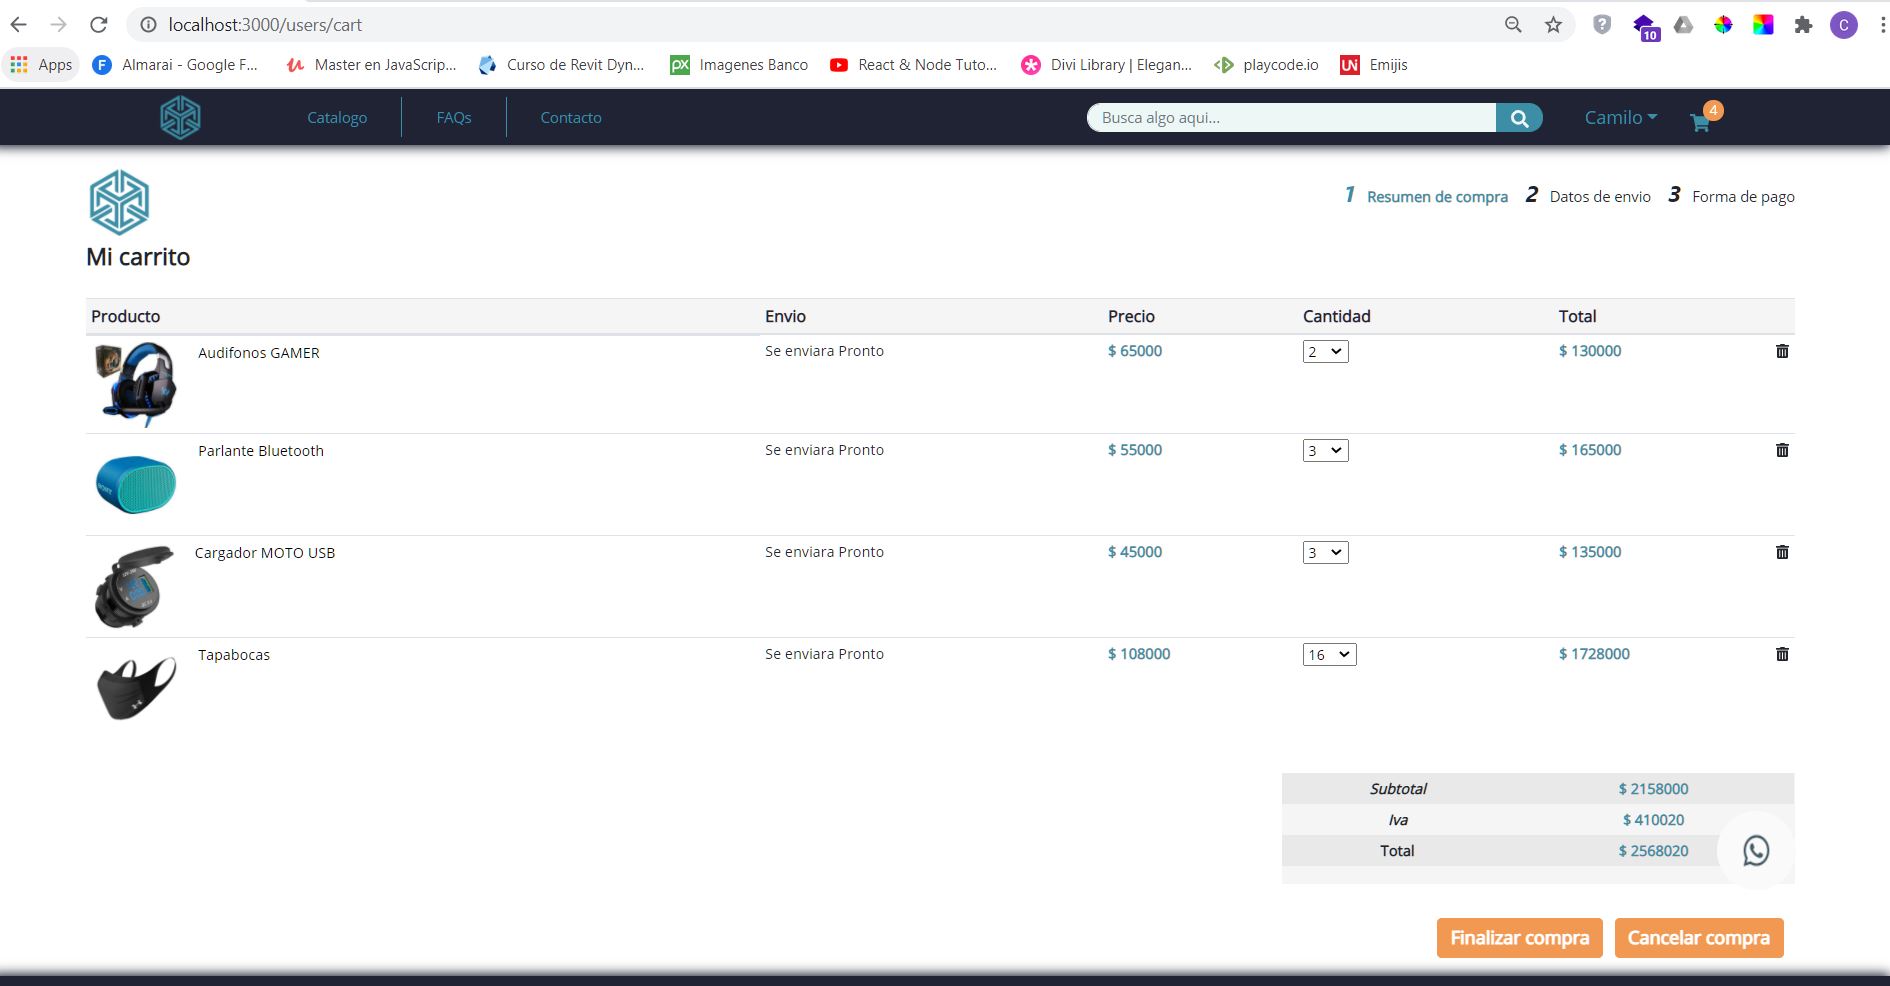 localhost:3000/users/cart
10
C
Apps
F Almarai - Google F...
Master en JavaScrip...
Curso de Revit Dyn...
px Imagenes Banco
React & Node Tuto...
Divi Library | Elegan...
playcode.io
UN Emijis
Catalogo
FAQs
Contacto
Busca algo aqui...
Camilo
4
1 Resumen de compra 2 Datos de envio 3 Forma de pago
Mi carrito
Producto Envio Precio Cantidad Total
Audifonos GAMER Se enviara Pronto $ 65000 2 $ 130000
Parlante Bluetooth Se enviara Pronto $ 55000 3 $ 165000
SONY
Cargador MOTO USB Se enviara Pronto $ 45000 3 $ 135000
Tapabocas Se enviara Pronto $ 108000 16 $ 1728000
Subtotal $ 2158000
Iva $ 410020
Total $ 2568020
Finalizar compra
Cancelar compra